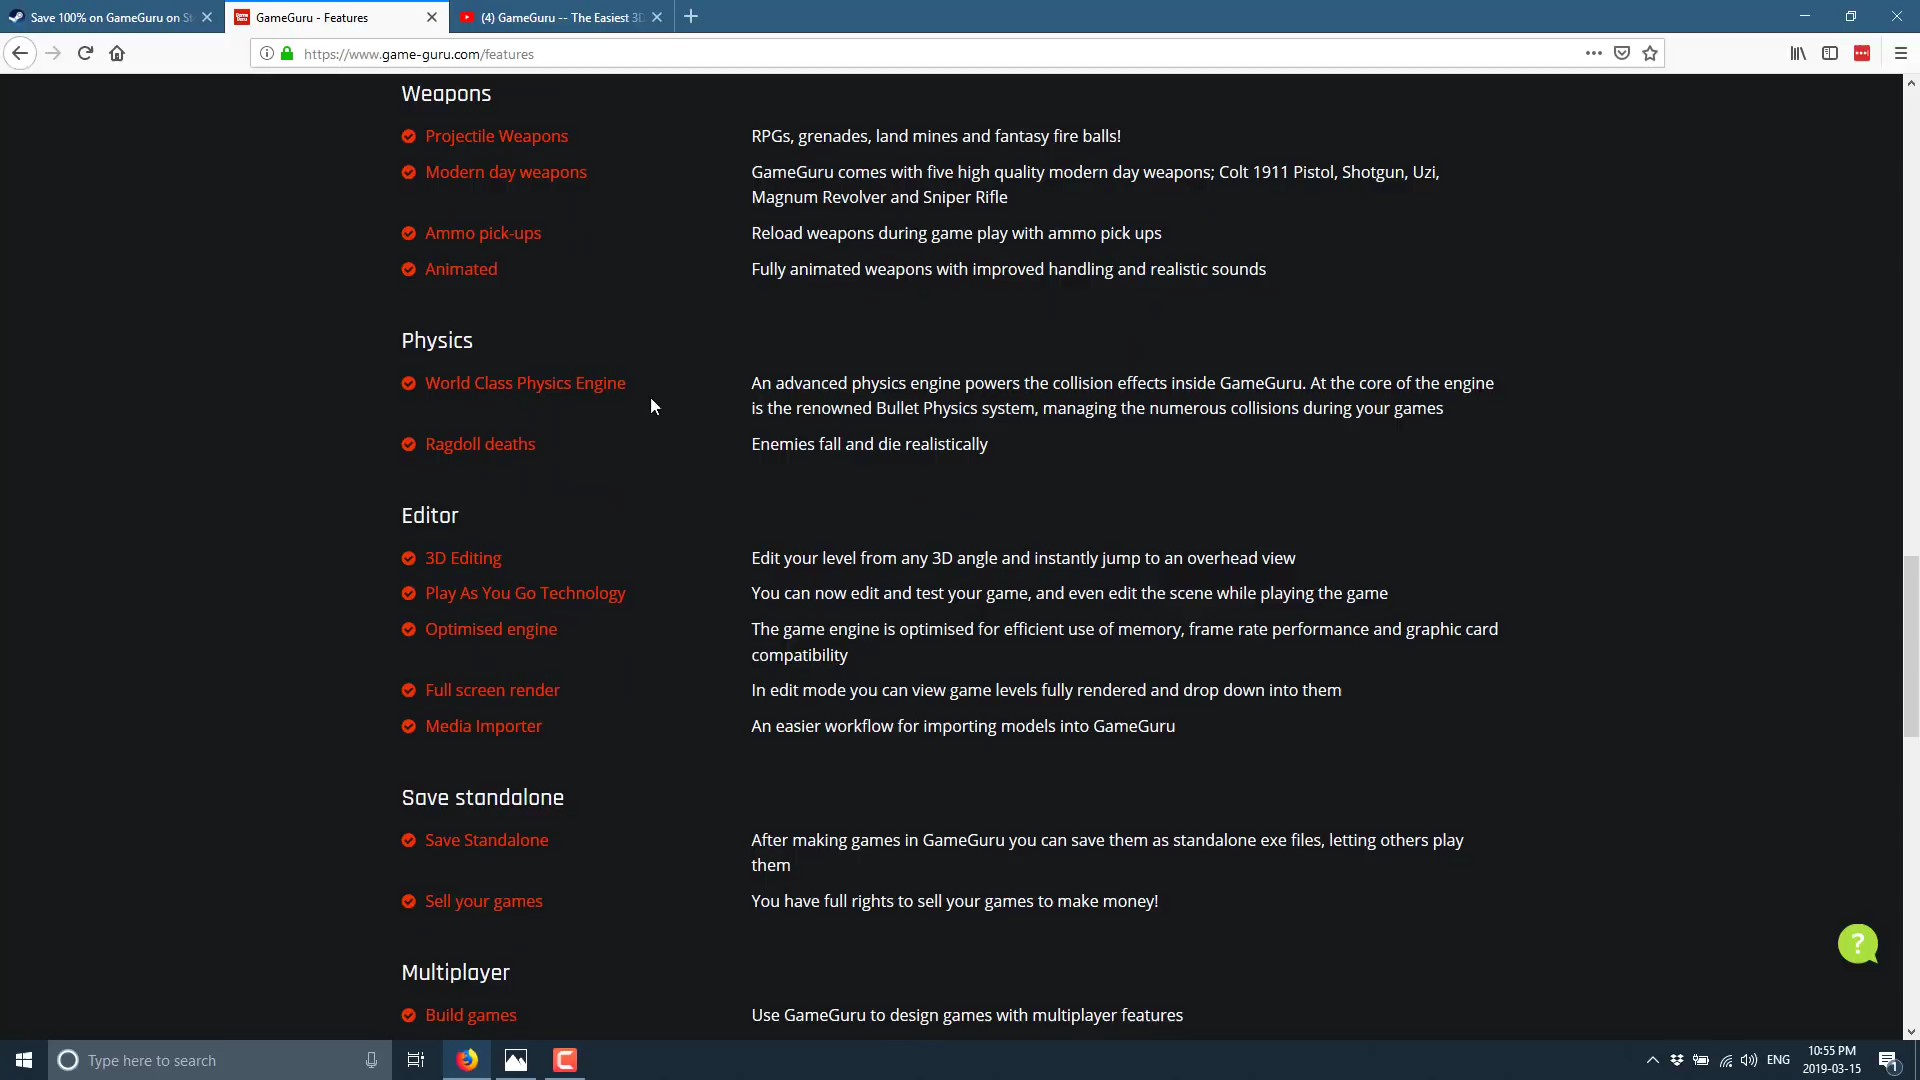 Save 100% on GameGuru on St
GameGuru - Features
(4) GameGuru -- The Easiest 3D
https://www.game-guru.com/features
Weapons
Projectile Weapons
RPGs, grenades, land mines and fantasy fire balls!
Modern day weapons
GameGuru comes with five high quality modern day weapons; Colt 1911 Pistol, Shotgun, Uzi,
Magnum Revolver and Sniper Rifle
Ammo pick-ups
Reload weapons during game play with ammo pick ups
Animated
Fully animated weapons with improved handling and realistic sounds
Physics
World Class Physics Engine
An advanced physics engine powers the collision effects inside GameGuru. At the core of the engine
is the renowned Bullet Physics system, managing the numerous collisions during your games
Ragdoll deaths
Enemies fall and die realistically
Editor
3D Editing
Edit your level from any 3D angle and instantly jump to an overhead view
Play As You Go Technology
You can now edit and test your game, and even edit the scene while playing the game
Optimised engine
The game engine is optimised for efficient use of memory, frame rate performance and graphic card
compatibility
Full screen render
In edit mode you can view game levels fully rendered and drop down into them
Media Importer
An easier workflow for importing models into GameGuru
Save standalone
Save Standalone
After making games in GameGuru you can save them as standalone exe files, letting others play
them
Sell your games
You have full rights to sell your games to make money!
Multiplayer
Build games
Use GameGuru to design games with multiplayer features
?
Type here to search
ENG
10:55 PM
2019-03-15
1